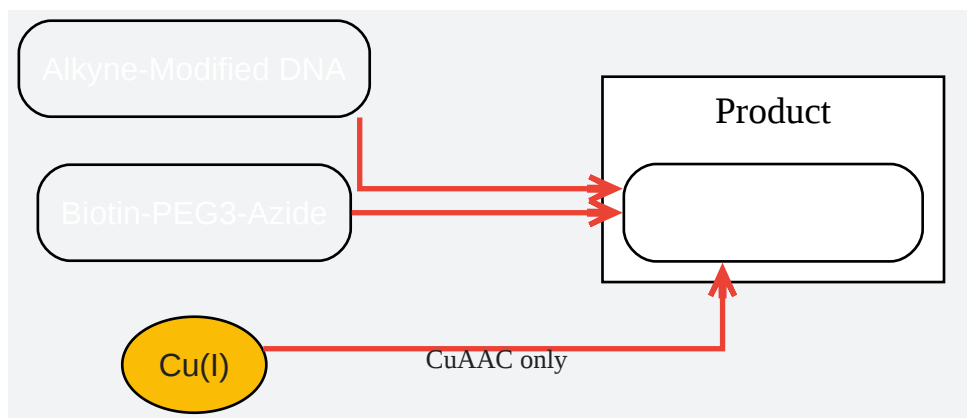 Alkyne-Modified DNA
Product
Biotin-PEG3-Azide
Cu(I)
CuAAC only